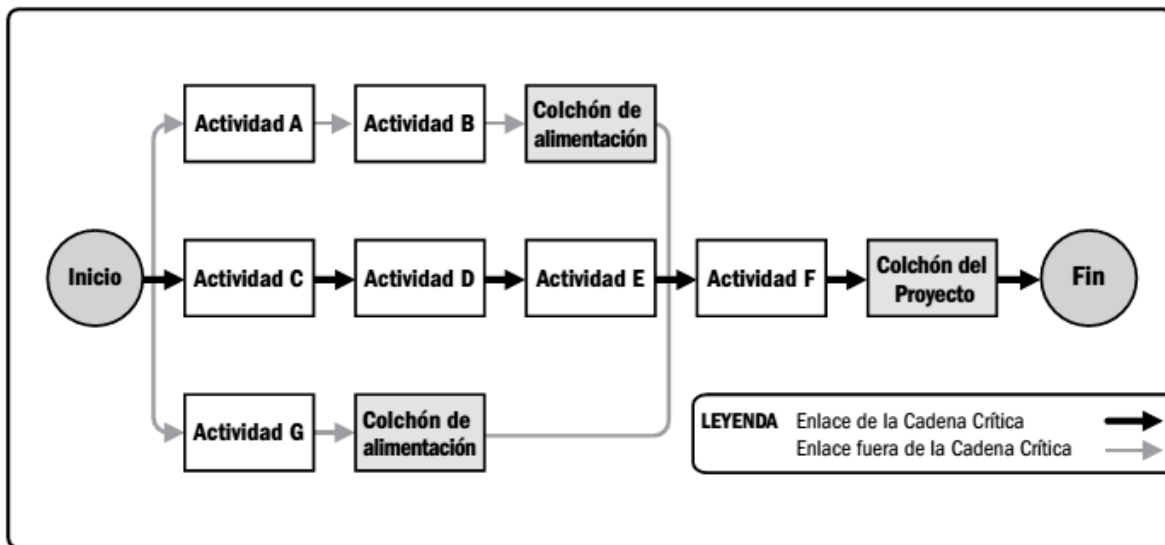 Actividad A
Actividad B
Colchón de
alimentación
Inicio
Actividad C
Actividad D
Actividad E
Actividad F
Colchón del
Proyecto
Fin
Actividad G
Colchón de
alimentación
LEYENDA Enlace de la Cadena Crítica
Enlace fuera de la Cadena Crítica